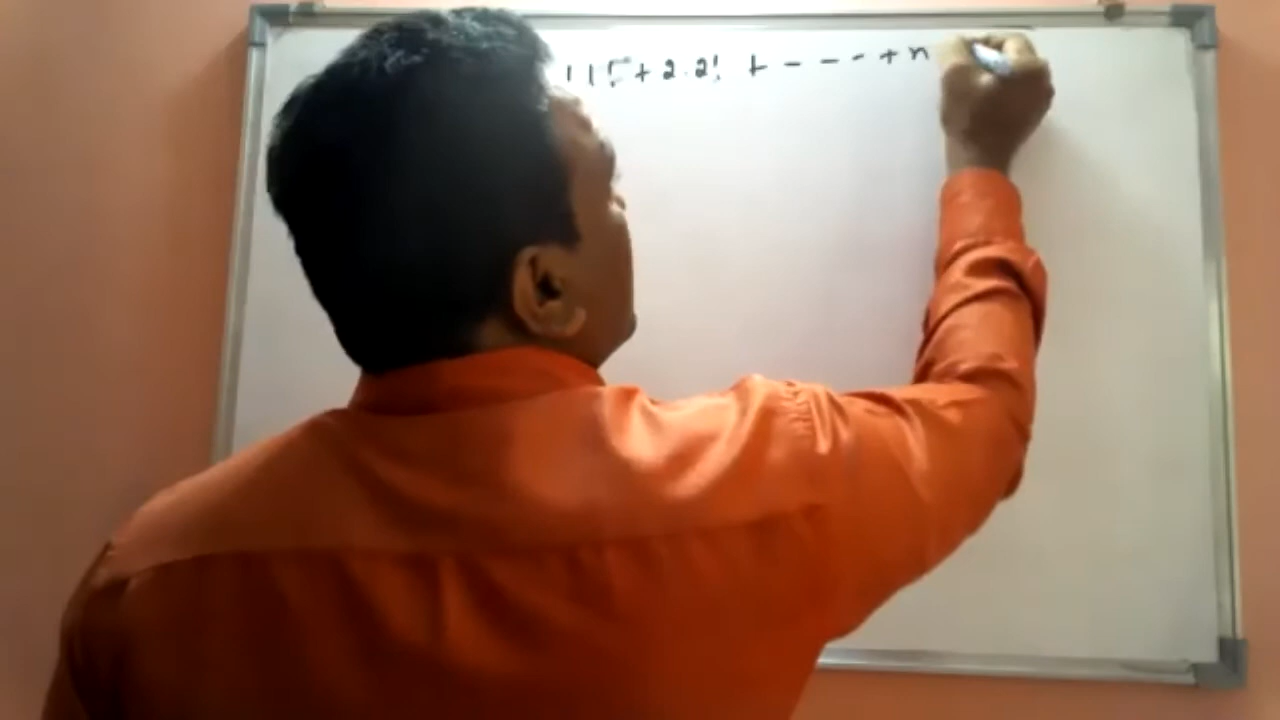 1 1! + 2.2! + - - - - + n